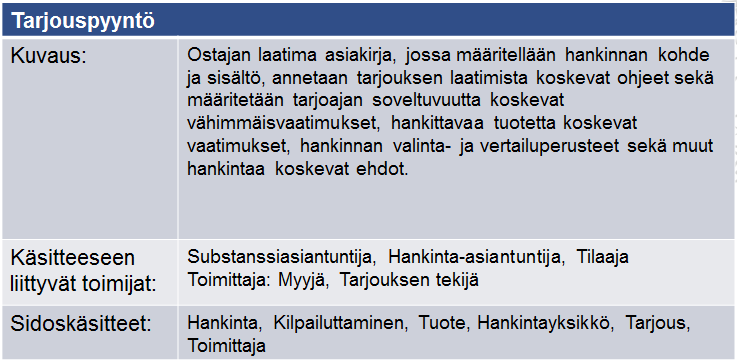 Tarjouspyyntö
Kuvaus:
Ostajan laatima asiakirja, jossa määritellään hankinnan kohde
ja sisältö, annetaan tarjouksen laatimista koskevat ohjeet sekä
määritetään tarjoajan soveltuvuutta koskevat
vähimmäisvaatimukset, hankittavaa tuotetta koskevat
vaatimukset, hankinnan valinta- ja vertailuperusteet sekä muut
hankintaa koskevat ehdot.
Käsitteeseen
liittyvät toimijat:
Substanssiasiantuntija, Hankinta-asiantuntija, Tilaaja
Toimittaja: Myyjä, Tarjouksen tekijä
Sidoskäsitteet:
Hankinta, Kilpailuttaminen, Tuote, Hankintayksikkö, Tarjous,
Toimittaja